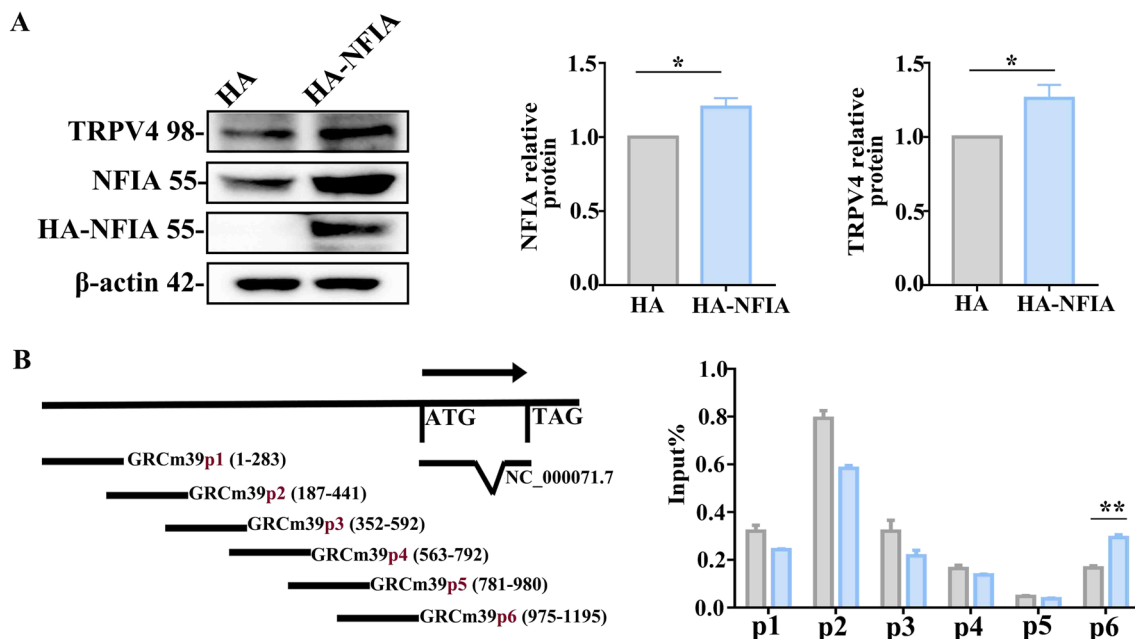 A
HA
HA-NFIA
TRPV4 98-
NFIA 55-
HA-NFIA 55-
β-actin 42-
NFIA relative
protein
1.5
1.0
0.5
0.0
*
HA
HA-NFIA
TRPV4 relative
protein
1.5
1.0
0.5
0.0
*
HA
HA-NFIA
B
ATG
TAG
NC_000071.7
GRCm39p1 (1-283)
GRCm39p2 (187-441)
GRCm39p3 (352-592)
GRCm39p4 (563-792)
GRCm39p5 (781-980)
GRCm39p6 (975-1195)
Input%
1.0
0.8
0.6
0.4
0.2
0.0
**
p1
p2
p3
p4
p5
p6